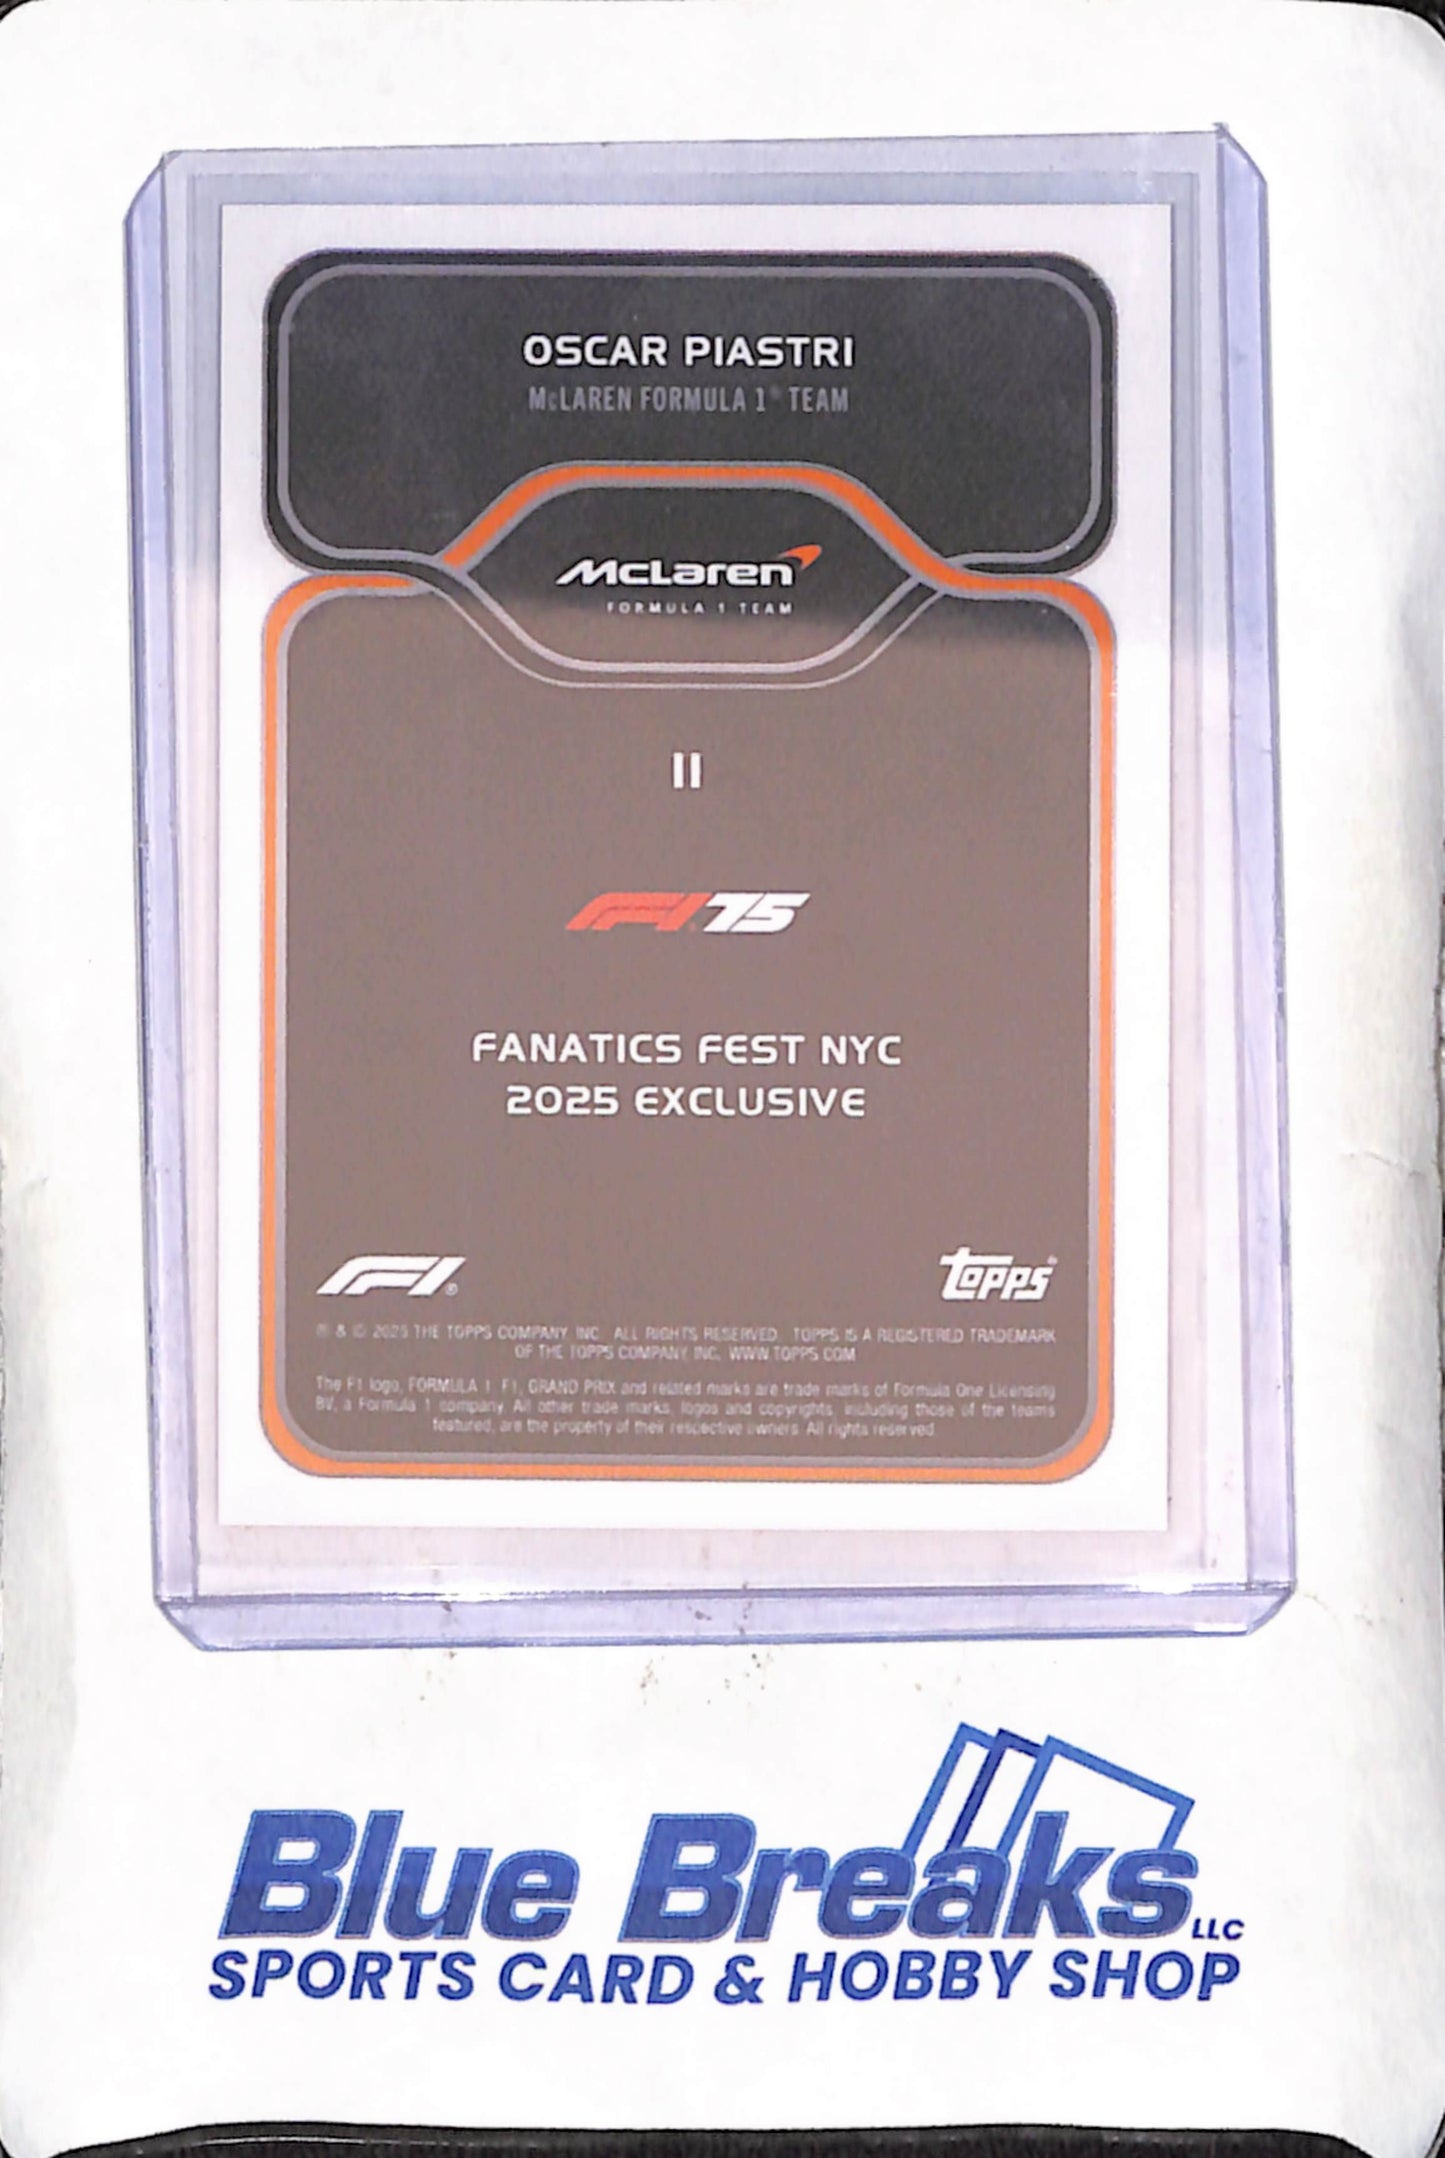 OSCAR PIASTRI
McLAREN FORMULA 1® TEAM
McLaren
FORMULA 1 TEAM
11
F1 75
FANATICS FEST NYC
2025 EXCLUSIVE
F1®
topps®
® & © 2025 THE TOPPS COMPANY, INC. ALL RIGHTS RESERVED. TOPPS IS A REGISTERED TRADEMARK
OF THE TOPPS COMPANY, INC. WWW.TOPPS.COM
The F1 logo, FORMULA 1, F1, GRAND PRIX and related marks are trade marks of Formula One Licensing
BV, a Formula 1 company. All other trade marks, logos and copyrights, including those of the teams
featured, are the property of their respective owners. All rights reserved.
Blue Breaks LLC
SPORTS CARD & HOBBY SHOP